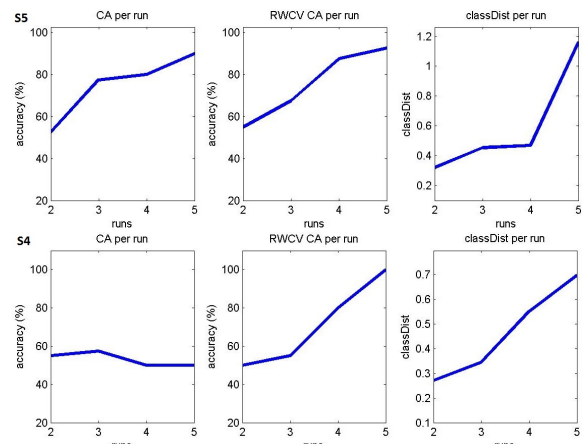 S5
CA per run
accuracy (%)
100
80
60
40
20
2 3 4 5
runs
RWCV CA per run
accuracy (%)
100
80
60
40
20
2 3 4 5
runs
classDist per run
classDist
1.2
1
0.8
0.6
0.4
0.2
2 3 4 5
runs
S4
CA per run
accuracy (%)
100
80
60
40
20
2 3 4 5
RWCV CA per run
accuracy (%)
100
80
60
40
20
2 3 4 5
classDist per run
classDist
0.7
0.6
0.5
0.4
0.3
0.2
0.1
2 3 4 5